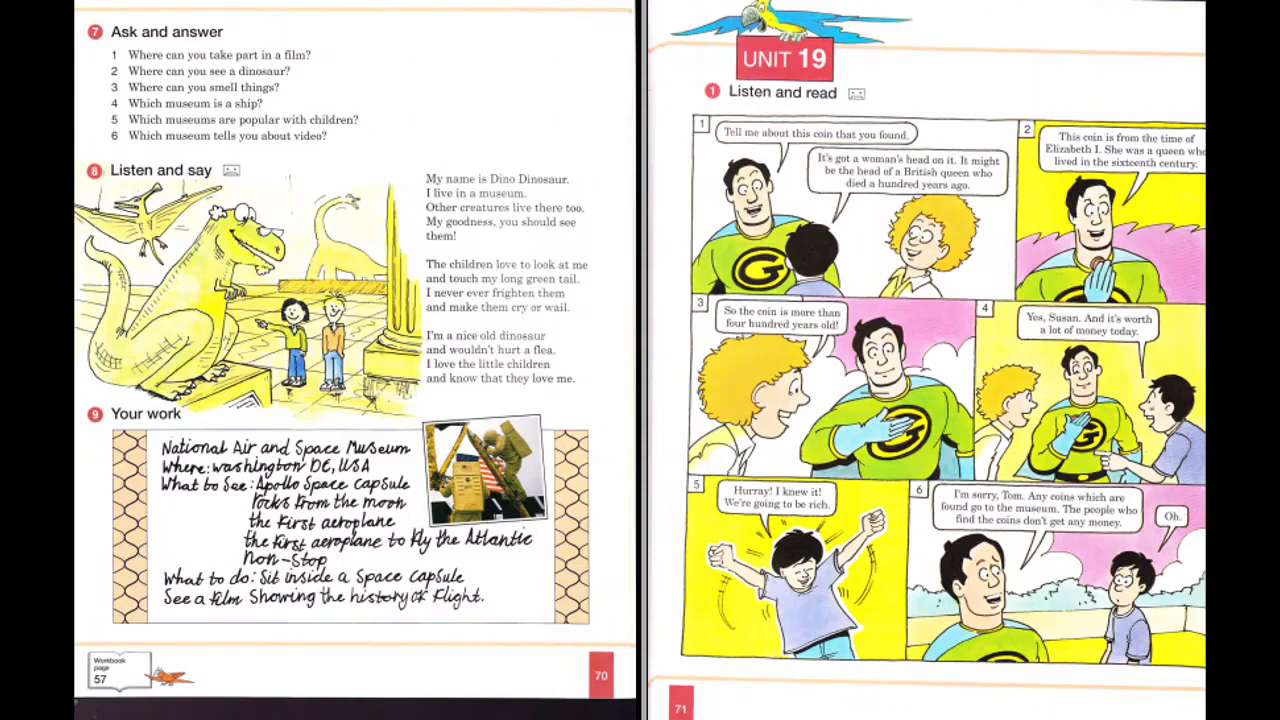 7 Ask and answer
1 Where can you take part in a film?
2 Where can you see a dinosaur?
3 Where can you smell things?
4 Which museum is a ship?
5 Which museums are popular with children?
6 Which museum tells you about video?
8 Listen and say
My name is Dino Dinosaur.
I live in a museum.
Other creatures live there too.
My goodness, you should see
them!
The children love to look at me
and touch my long green tail.
I never ever frighten them
and make them cry or wail.
I'm a nice old dinosaur
and wouldn't hurt a flea.
I love the little children
and know that they love me.
9 Your work
National Air and Space Museum
Where: Washington DC, USA
What to see: Apollo Space capsule
rocks from the moon
the first aeroplane
the first aeroplane to fly the Atlantic
Non-Stop
What to do: Sit inside a Space capsule
See a film Showing the history of flight.
Workbook
page
57
70
UNIT 19
1 Listen and read
1
Tell me about this coin that you found.
It's got a woman's head on it. It might
be the head of a British queen who
died a hundred years ago.
G
2
This coin is from the time of
Elizabeth I. She was a queen who
lived in the sixteenth century.
3
So the coin is more than
four hundred years old!
G
4
Yes, Susan. And it's worth
a lot of money today.
G
5
Hurray! I knew it!
We're going to be rich.
6
I'm sorry, Tom. Any coins which are
found go to the museum. The people who
find the coins don't get any money.
Oh.
71